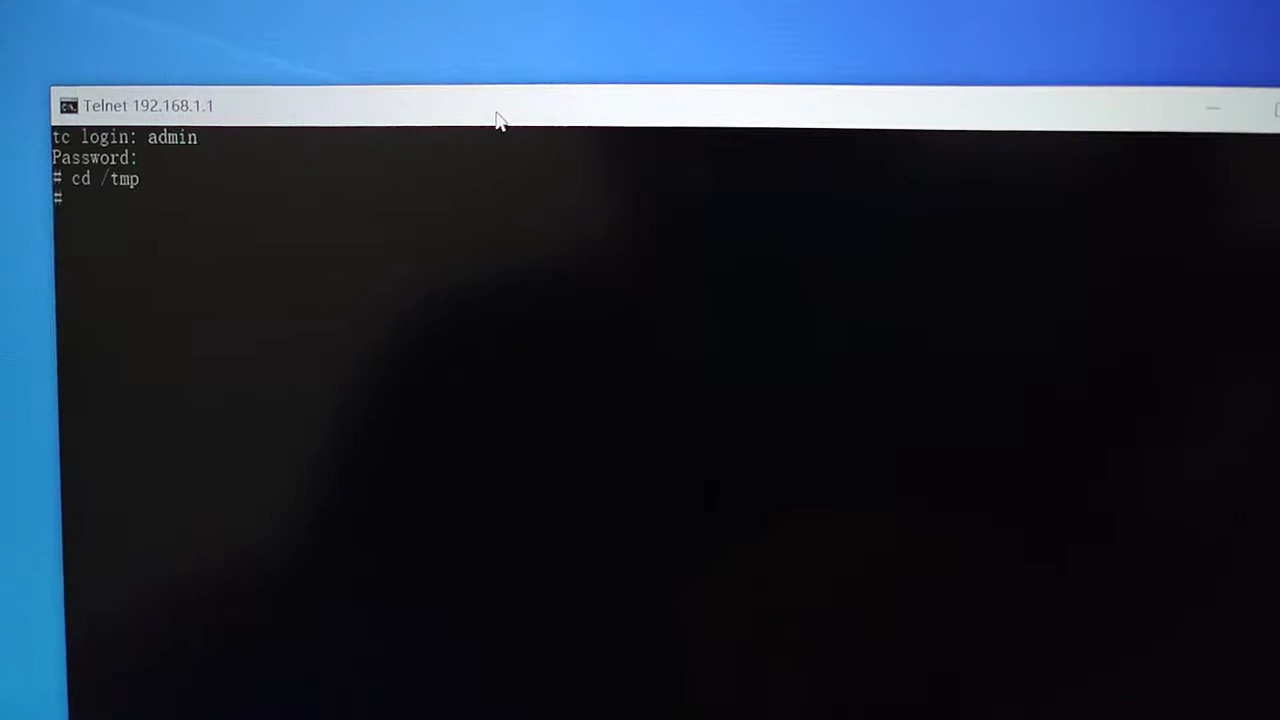 Telnet 192.168.1.1
tc login: admin
Password:
# cd /tmp
#